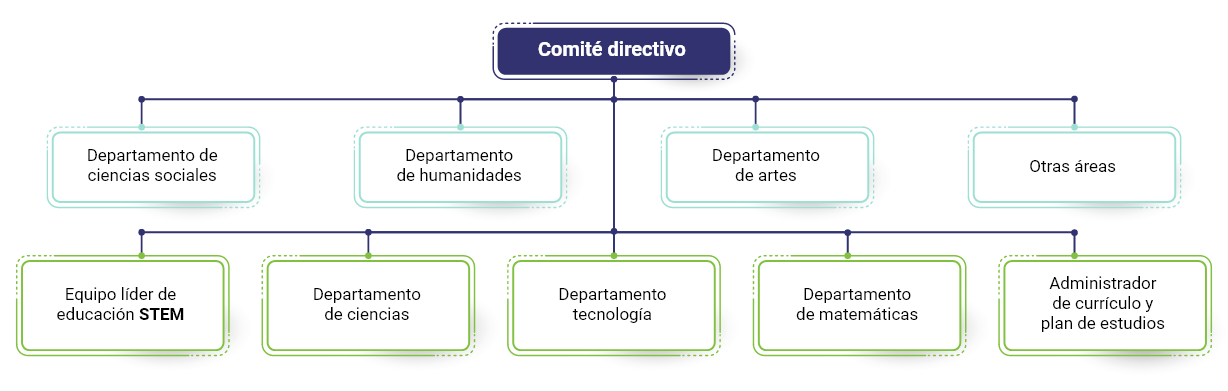 Comité directivo
Departamento de
ciencias sociales
Departamento
de humanidades
Departamento
de artes
Otras áreas
Equipo líder de
educación STEM
Departamento
de ciencias
Departamento
tecnología
Departamento
de matemáticas
Administrador
de currículo y
plan de estudios